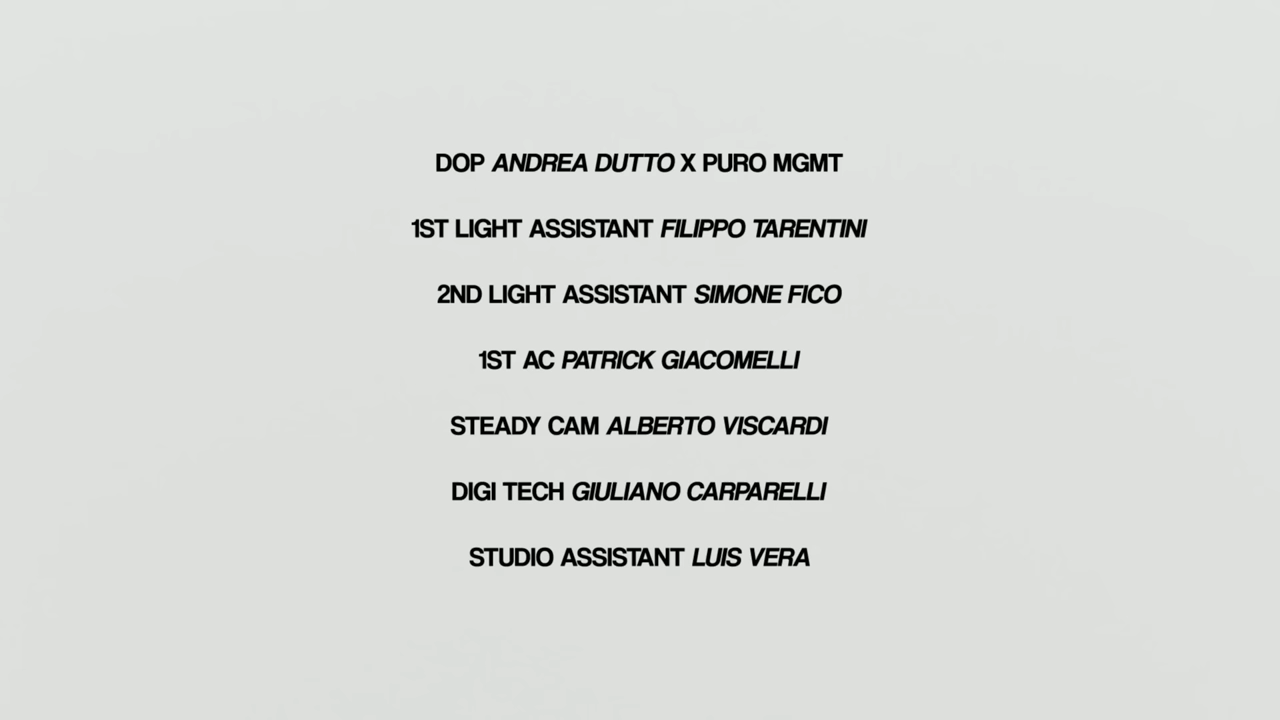 DOP ANDREA DUTTO X PURO MGMT
1ST LIGHT ASSISTANT FILIPPO TARENTINI
2ND LIGHT ASSISTANT SIMONE FICO
1ST AC PATRICK GIACOMELLI
STEADY CAM ALBERTO VISCARDI
DIGI TECH GIULIANO CARPARELLI
STUDIO ASSISTANT LUIS VERA